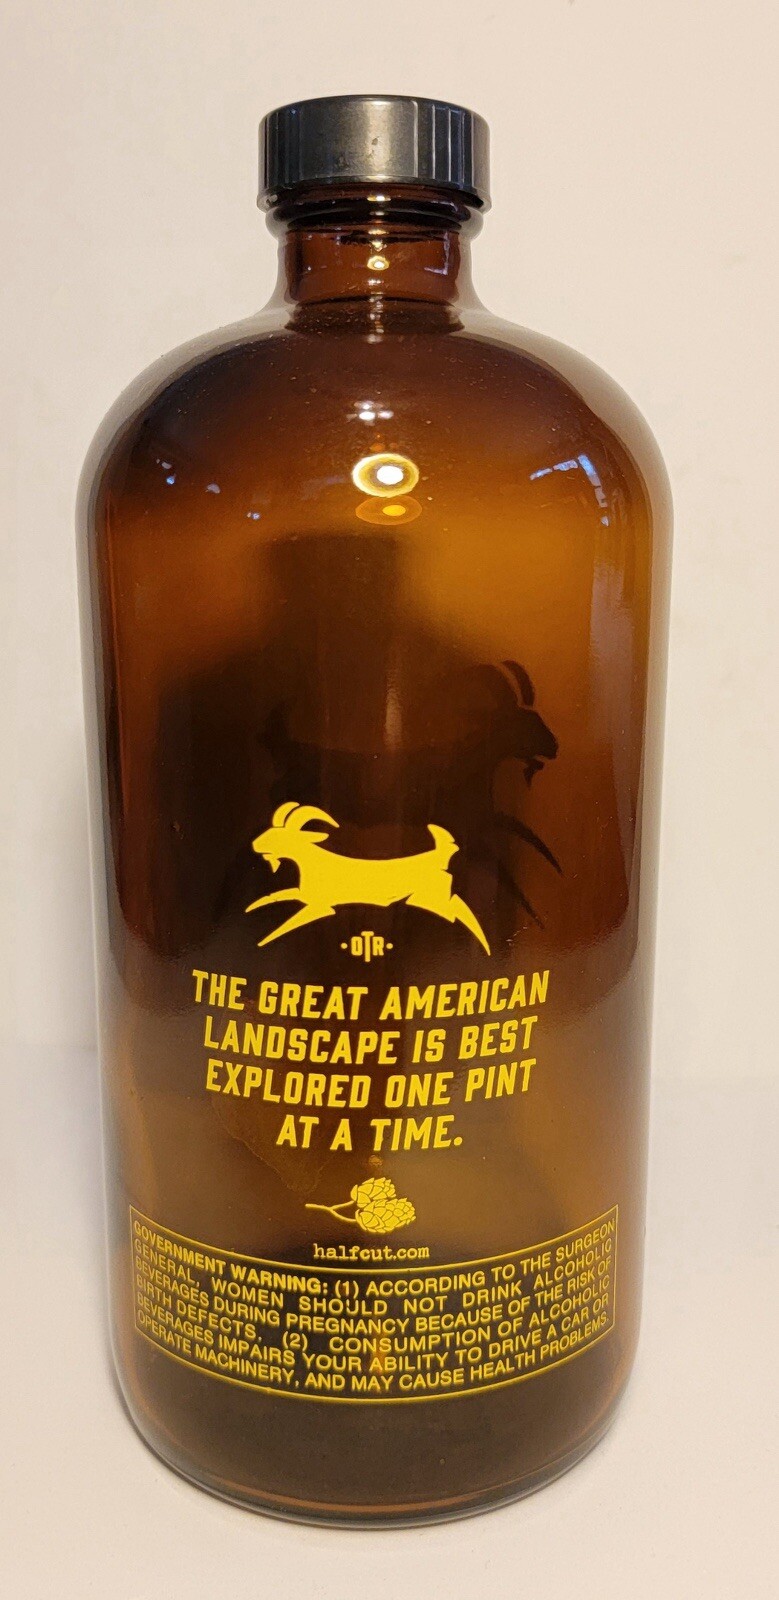 ·OTR·
THE GREAT AMERICAN
LANDSCAPE IS BEST
EXPLORED ONE PINT
AT A TIME.
halfcut.com
GOVERNMENT WARNING: (1) ACCORDING TO THE SURGEON
GENERAL, WOMEN SHOULD NOT DRINK ALCOHOLIC
BEVERAGES DURING PREGNANCY BECAUSE OF THE RISK OF
BIRTH DEFECTS. (2) CONSUMPTION OF ALCOHOLIC
BEVERAGES IMPAIRS YOUR ABILITY TO DRIVE A CAR OR
OPERATE MACHINERY, AND MAY CAUSE HEALTH PROBLEMS.